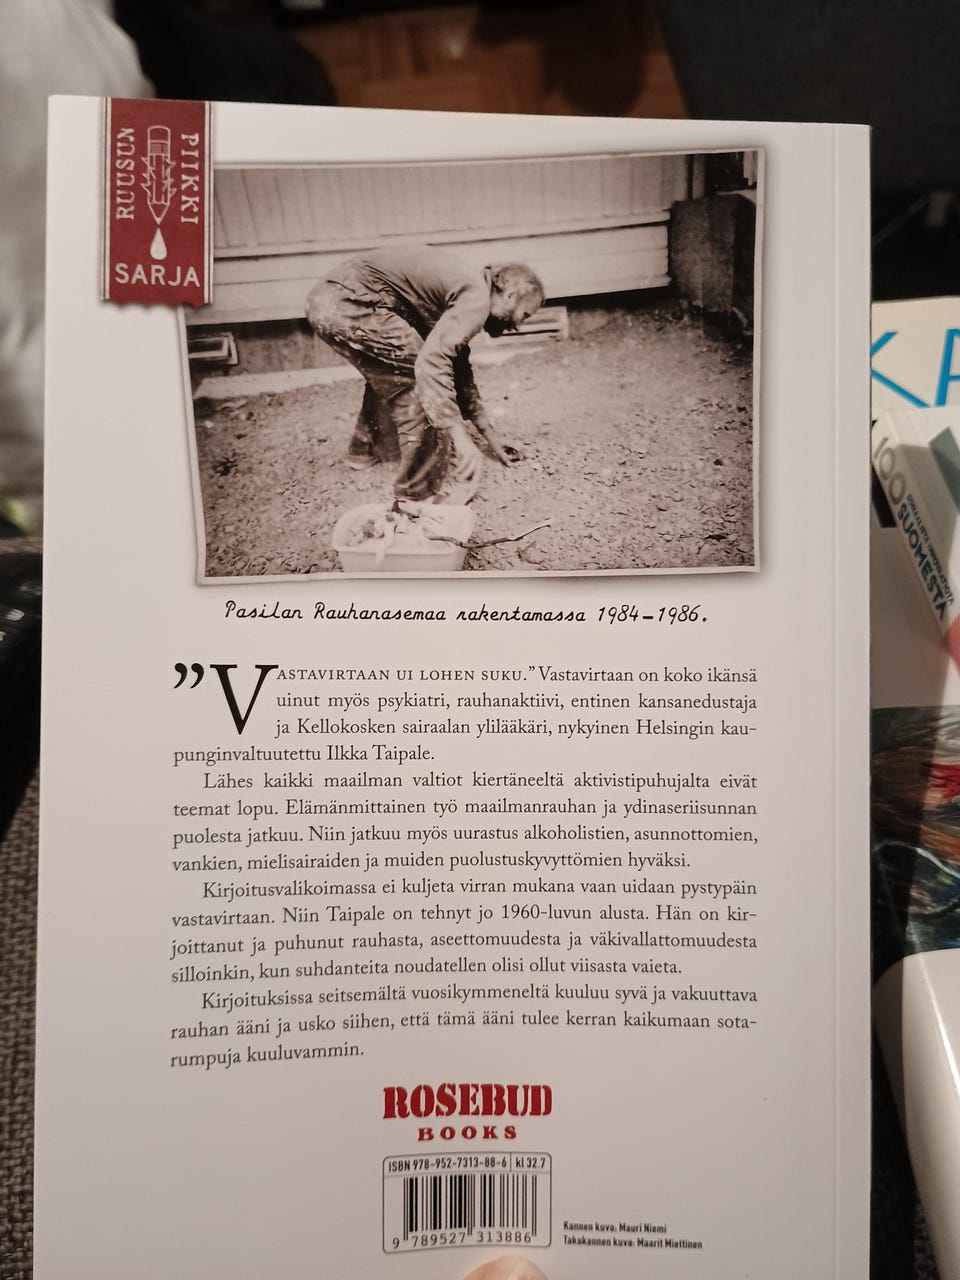 RUUSUN
PIIKKI
SARJA
Pasilan Rauhanasemaa rakentamassa 1984–1986.
”VASTAVIRTAAN UI LOHEN SUKU.” Vastavirtaan on koko ikänsä
uinut myös psykiatri, rauhanaktiivi, entinen kansanedustaja
ja Kellokosken sairaalan ylilääkäri, nykyinen Helsingin kau-
punginvaltuutettu Ilkka Taipale.
Lähes kaikki maailman valtiot kiertäneeltä aktivistipuhujalta eivät
teemat lopu. Elämänmittainen työ maailmanrauhan ja ydinaseriisunnan
puolesta jatkuu. Niin jatkuu myös uurastus alkoholistien, asunnottomien,
vankien, mielisairaiden ja muiden puolustuskyvyttömien hyväksi.
Kirjoitusvalikoimassa ei kuljeta virran mukana vaan uidaan pystypäin
vastavirtaan. Niin Taipale on tehnyt jo 1960-luvun alusta. Hän on kir-
joittanut ja puhunut rauhasta, aseettomuudesta ja väkivallattomuudesta
silloinkin, kun suhdanteita noudatellen olisi ollut viisasta vaieta.
Kirjoituksissa seitsemältä vuosikymmeneltä kuuluu syvä ja vakuuttava
rauhan ääni ja usko siihen, että tämä ääni tulee kerran kaikumaan sota-
rumpuja kuuluvammin.
ROSEBUD
BOOKS
ISBN 978-952-7313-88-6 kl 32.7
9 789527 313886
Kannen kuva: Mauri Niemi
Takakannen kuva: Maarit Miettinen
KA
100
SUOMESTA